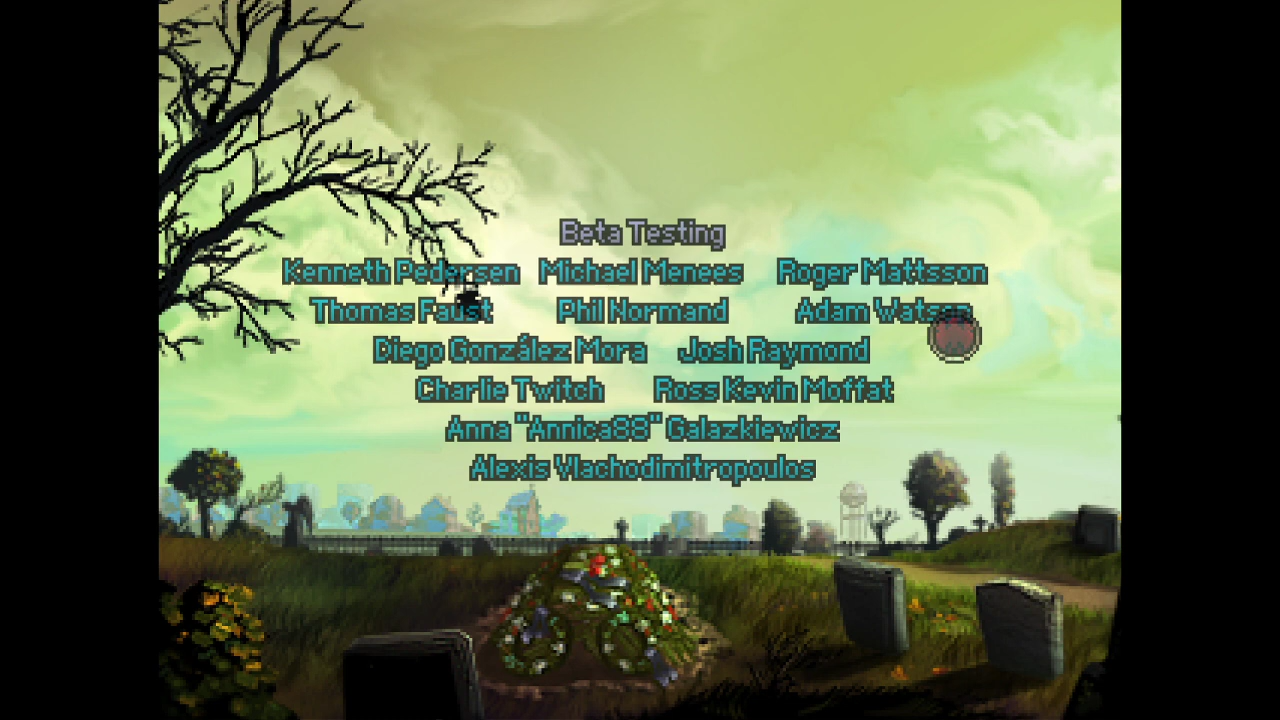 Beta Testing
Kenneth Pedersen Michael Menees Roger Mattsson
Thomas Faust Phil Normand Adam Watson
Diego González Mora Josh Raymond
Charlie Twitch Ross Kevin Moffat
Anna "Annica88" Galazkiewicz
Alexis Vlachodimitropoulos